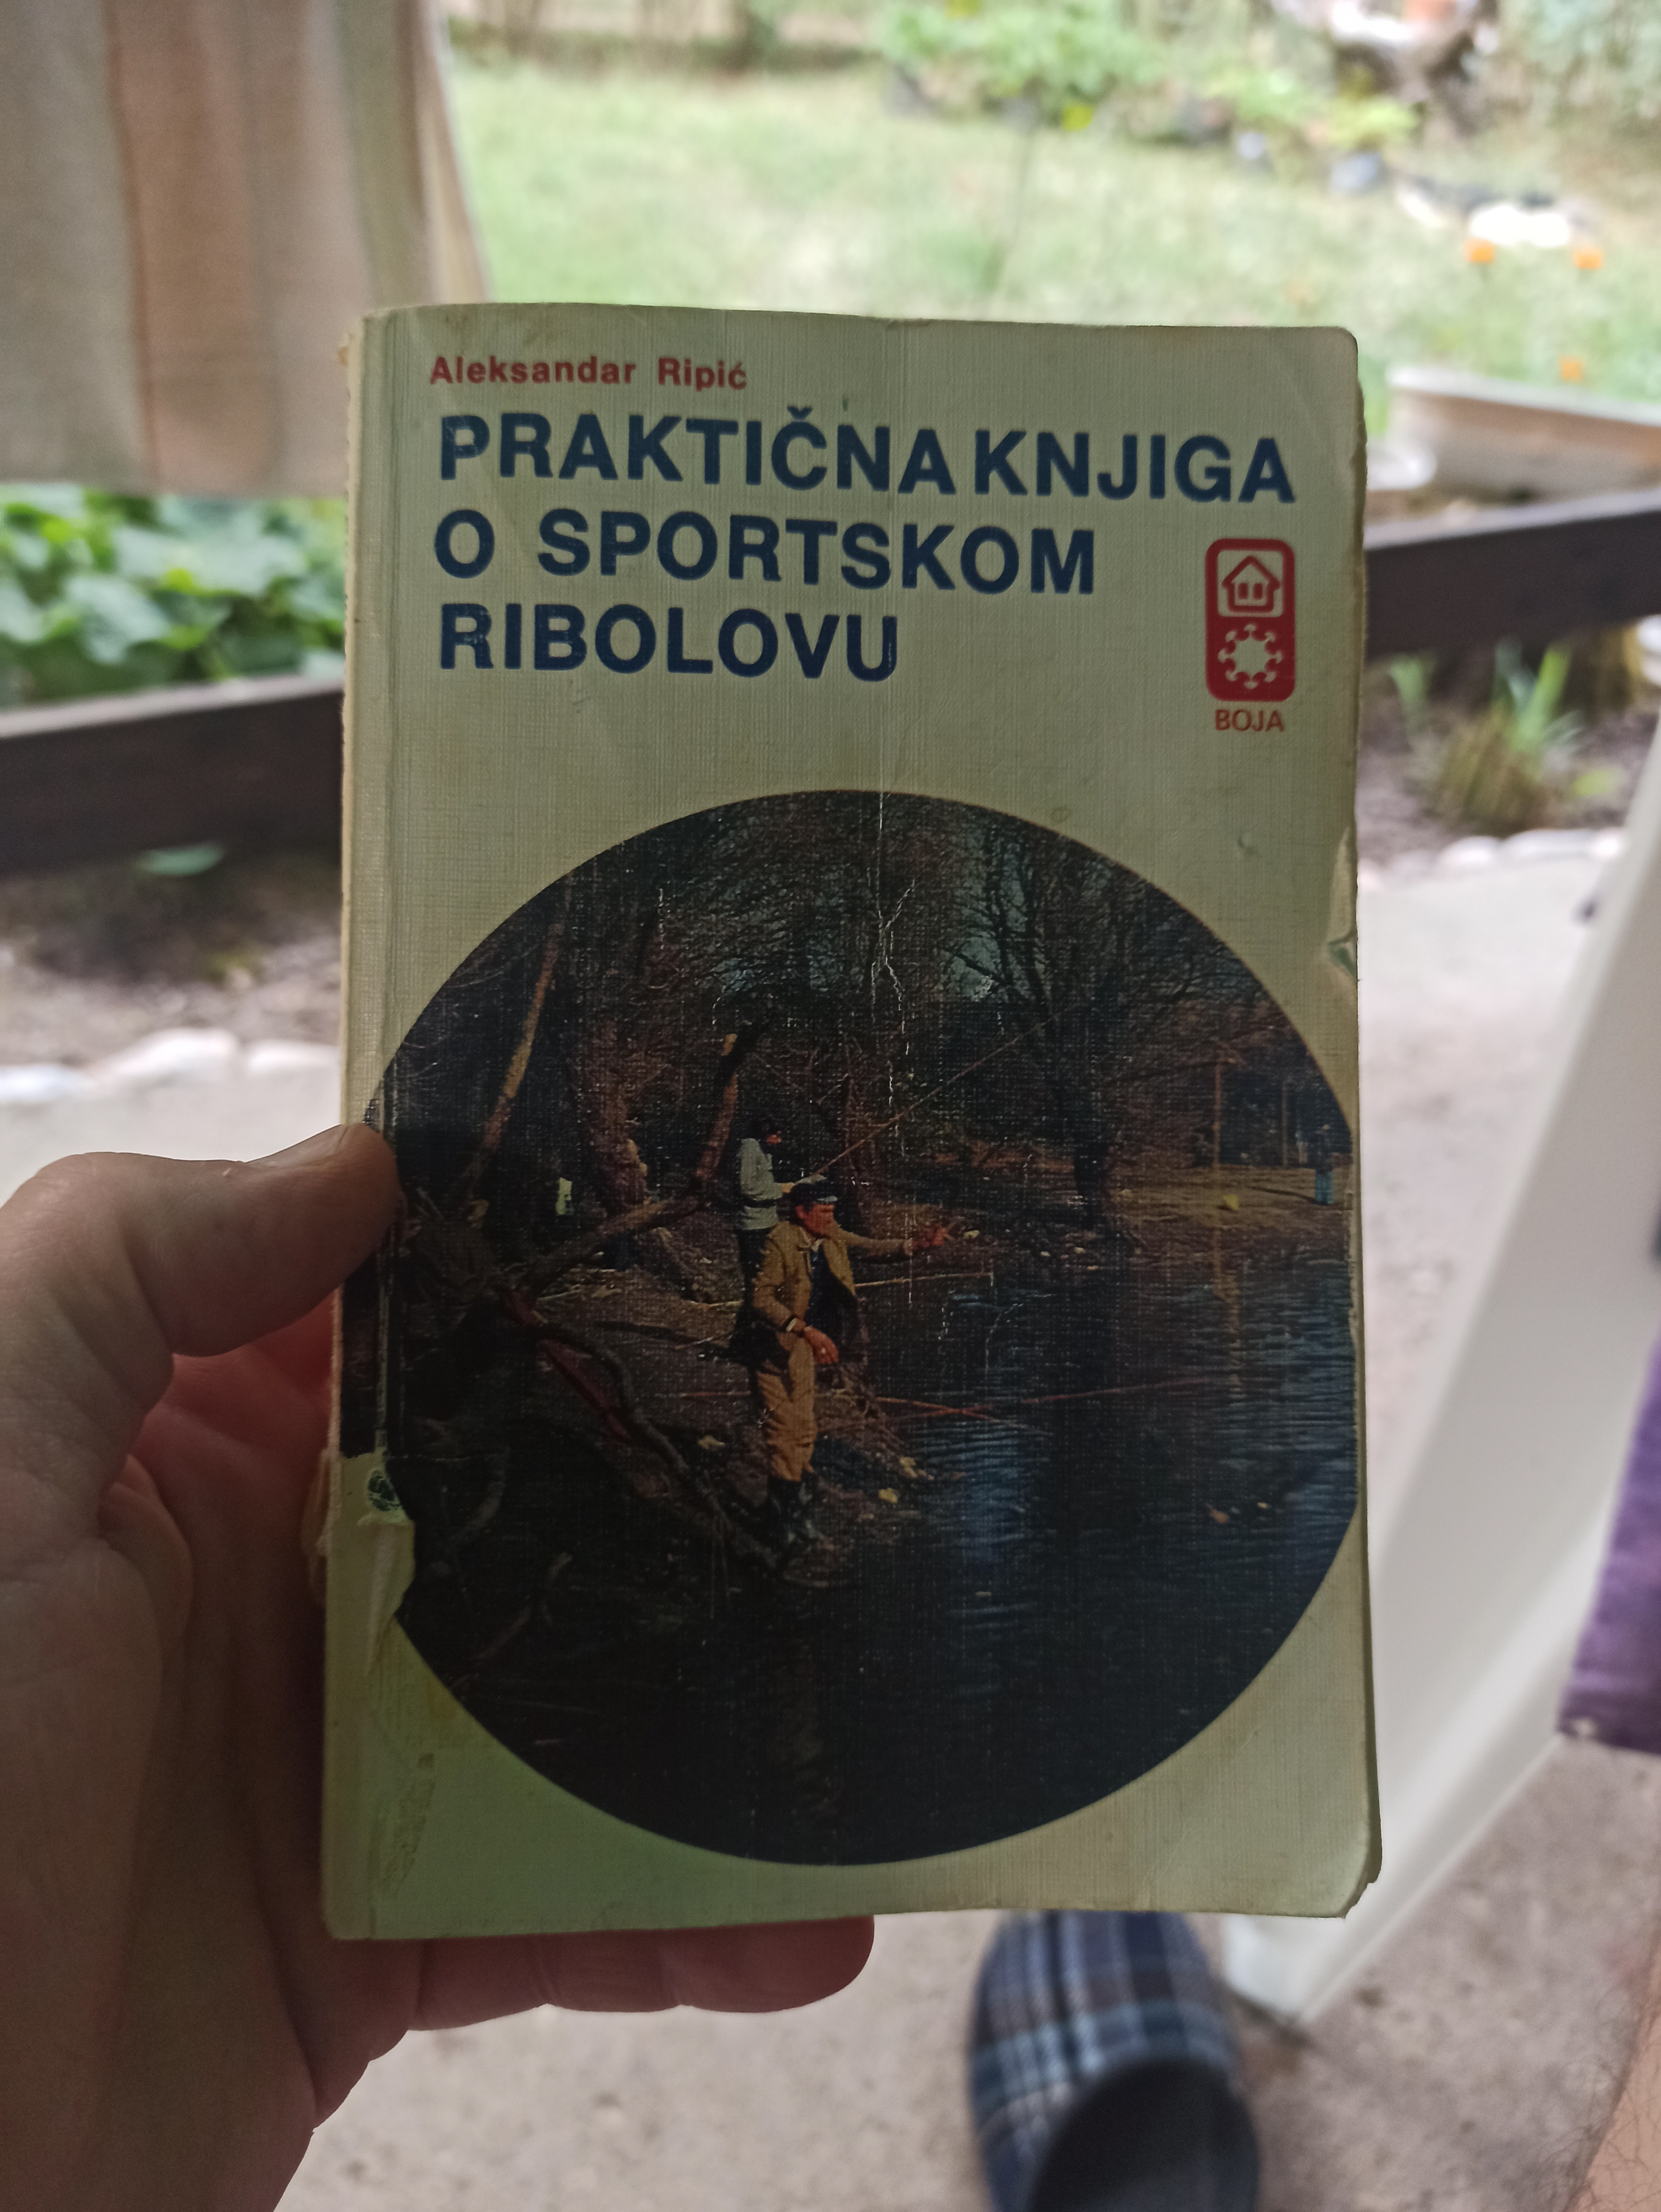 Aleksandar Ripić
PRAKTIČNA KNJIGA
O SPORTSKOM
RIBOLOVU
BOJA